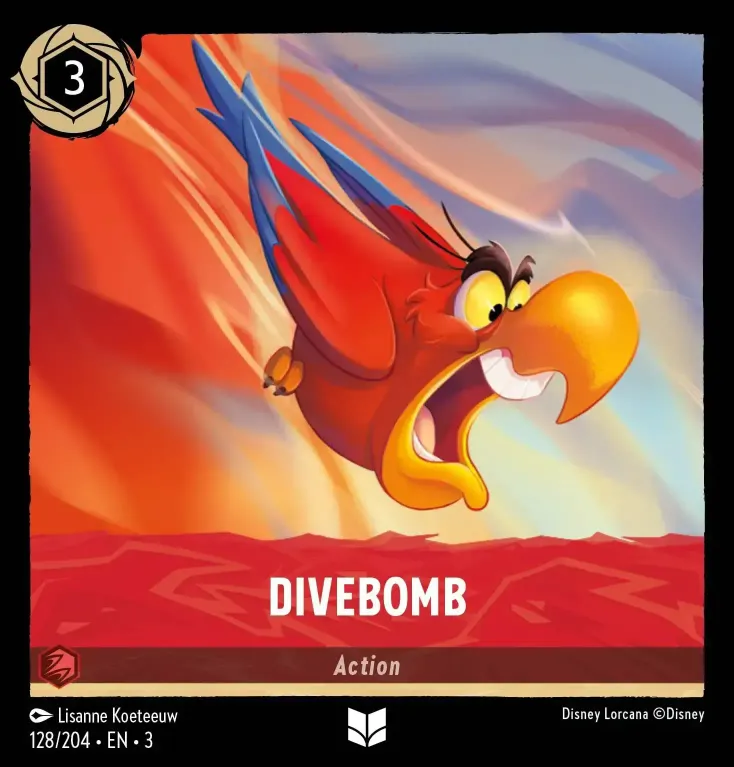 3
DIVEBOMB
Action
Lisanne Koeteeuw
Disney Lorcana ©Disney
128/204 • EN • 3